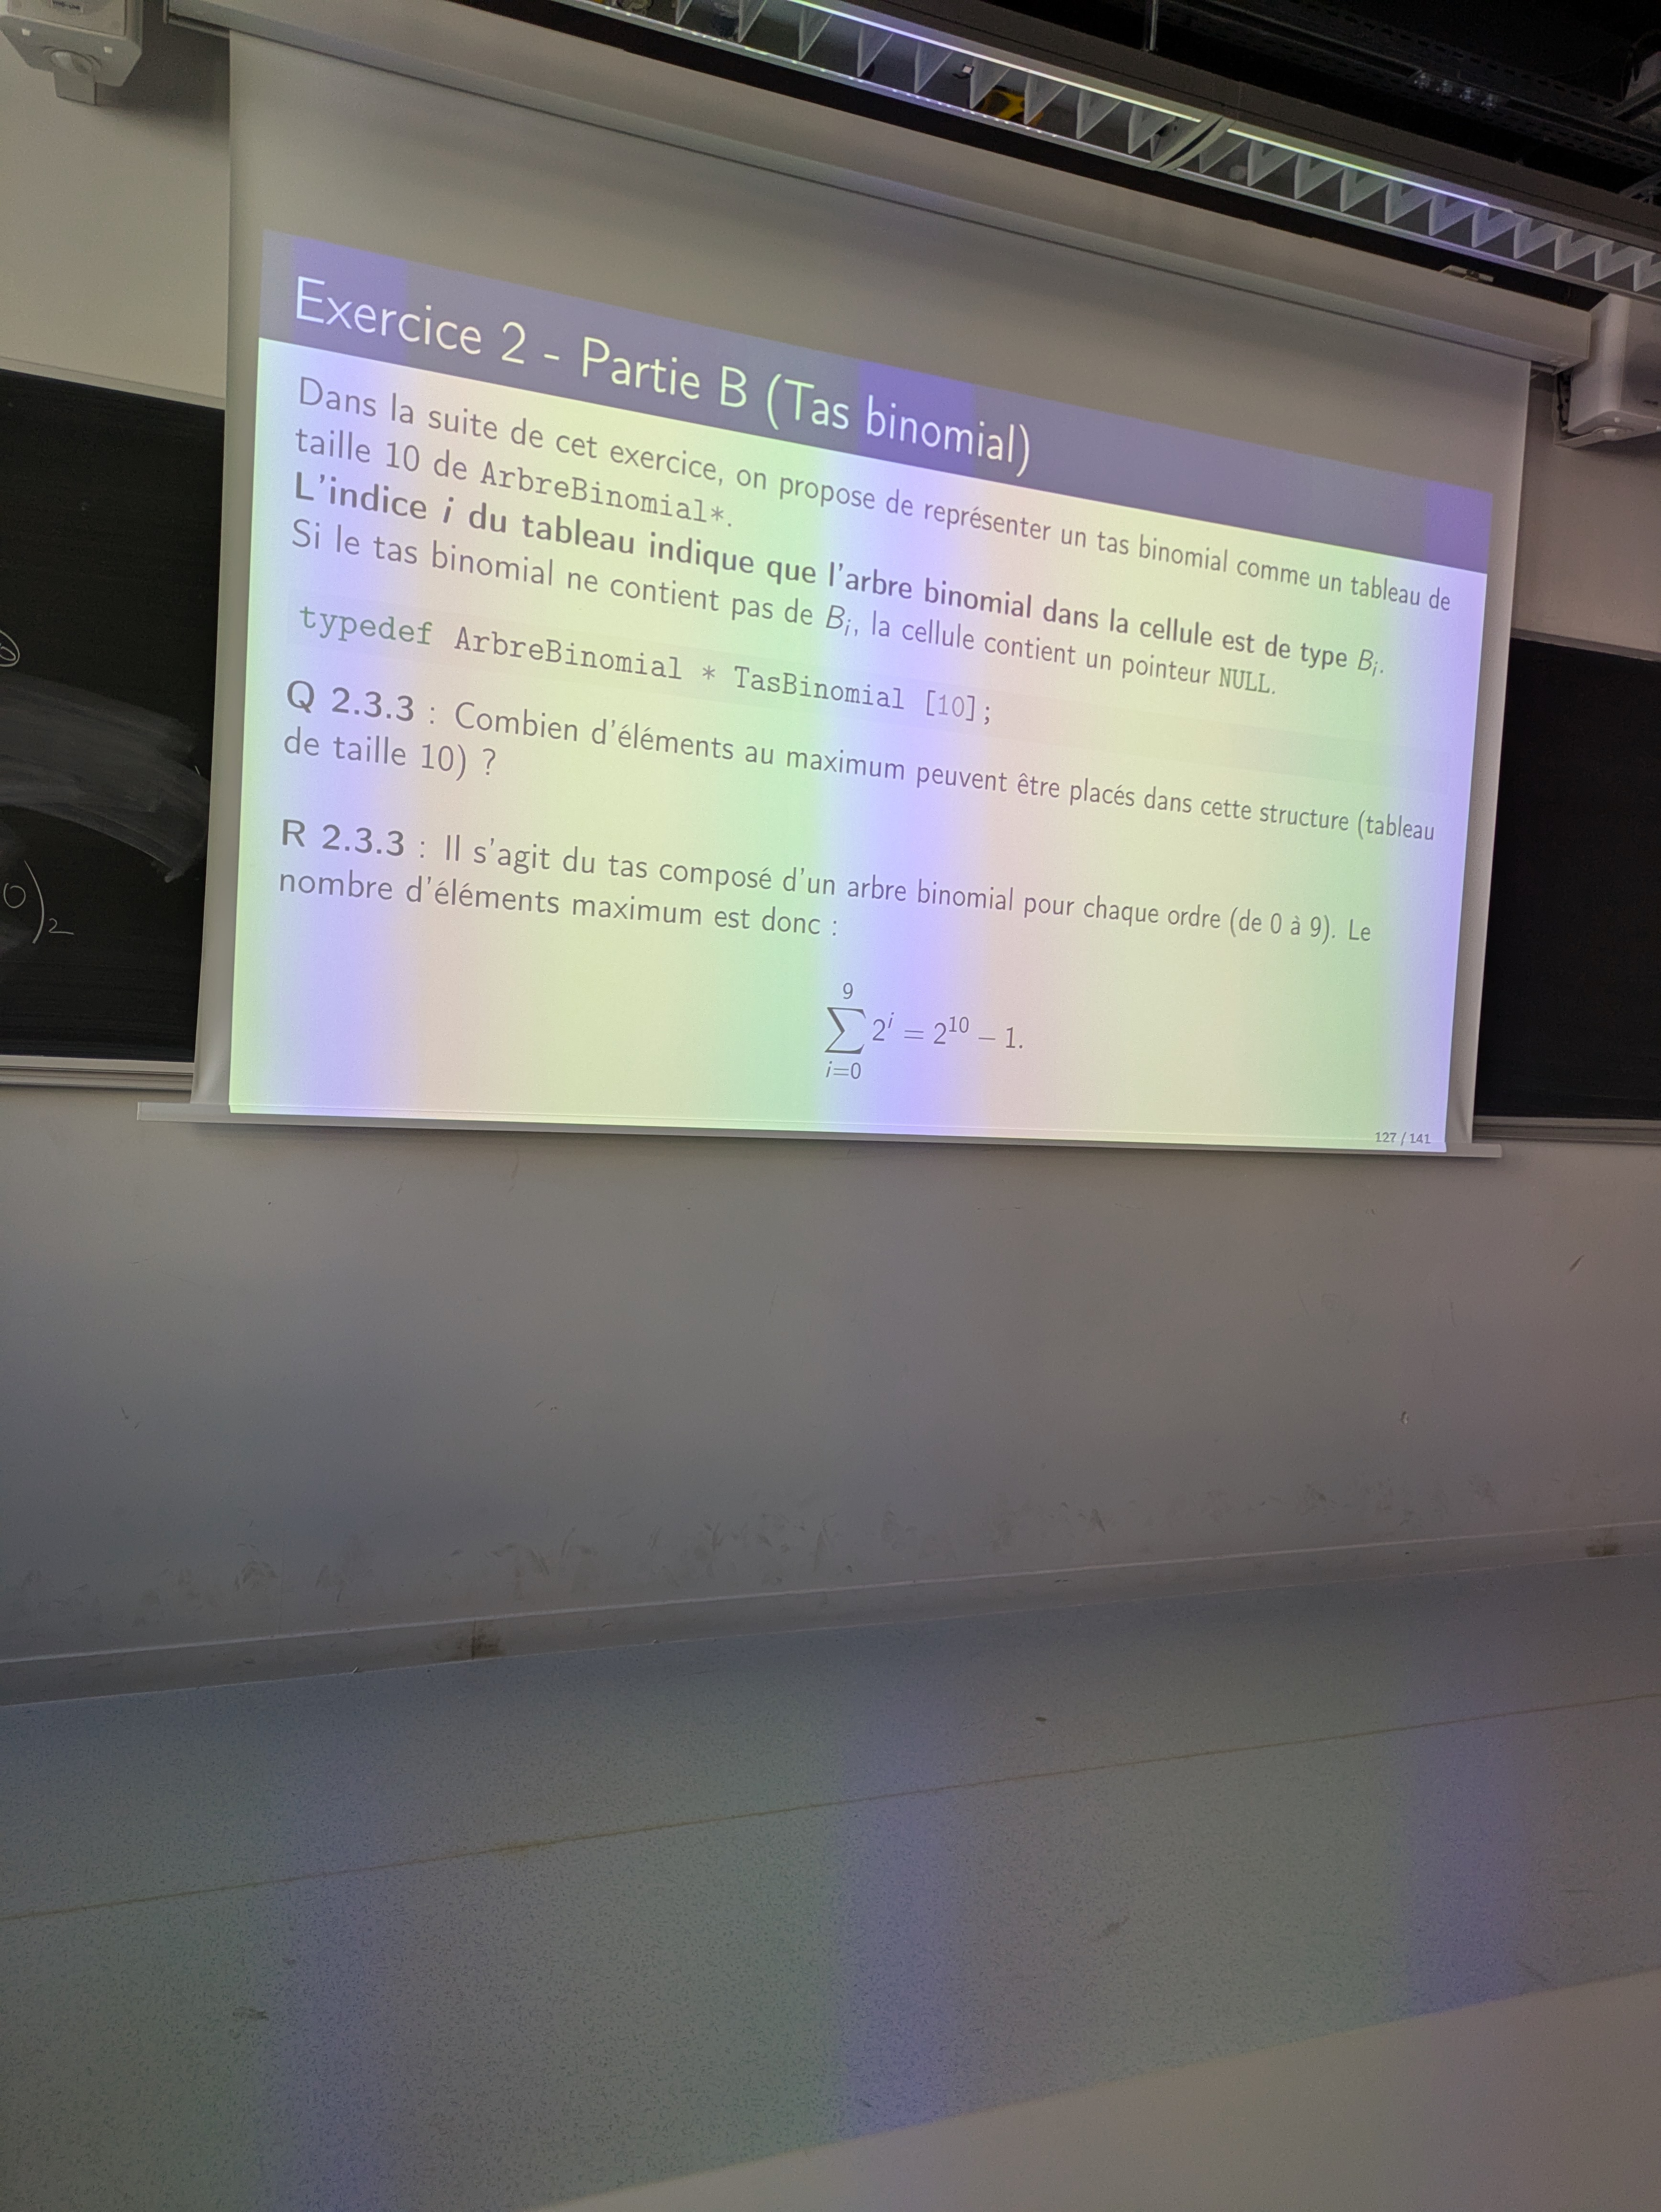 Exercice 2 - Partie B (Tas binomial)
Dans la suite de cet exercice, on propose de représenter un tas binomial comme un tableau de
taille 10 de ArbreBinomial*.
L'indice i du tableau indique que l'arbre binomial dans la cellule est de type Bᵢ.
Si le tas binomial ne contient pas de Bᵢ, la cellule contient un pointeur NULL.
typedef ArbreBinomial * TasBinomial [10];
Q 2.3.3 : Combien d'éléments au maximum peuvent être placés dans cette structure (tableau
de taille 10) ?
R 2.3.3 : Il s'agit du tas composé d'un arbre binomial pour chaque ordre (de 0 à 9). Le
nombre d'éléments maximum est donc :
9
∑ 2ⁱ = 2¹⁰ − 1.
i=0
127 / 141
0)₂